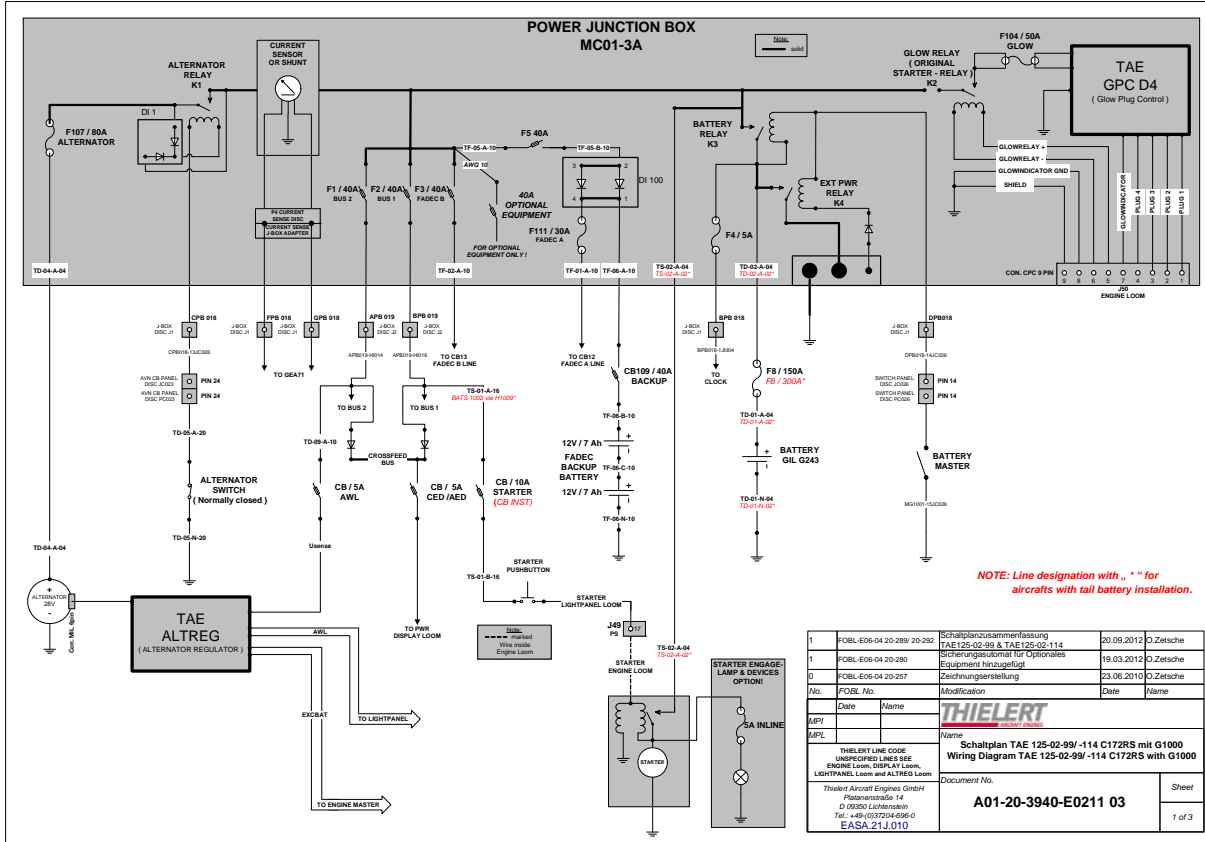 POWER JUNCTION BOX
MC01-3A
Note:
solid
CURRENT
SENSOR
OR SHUNT
ALTERNATOR
RELAY
K1
DI 1
F107 / 80A
ALTERNATOR
F5 40A
TF-05-A-10
TF-05-B-10
AWG 10
3
2
4
1
DI 100
F1 / 40A
BUS 2
F2 / 40A
BUS 1
F3 / 40A
FADEC B
40A
OPTIONAL
EQUIPMENT
FOR OPTIONAL
EQUIPMENT ONLY !
F111 / 30A
FADEC A
P4 CURRENT
SENSE DISC
CURRENT SENSE
J-BOX ADAPTER
BATTERY
RELAY
K3
EXT PWR
RELAY
K4
F4 / 5A
GLOW RELAY
( ORIGINAL
STARTER - RELAY )
K2
F104 / 50A
GLOW
TAE
GPC D4
( Glow Plug Control )
GLOWRELAY +
GLOWRELAY -
GLOWINDICATOR GND
SHIELD
GLOWINDICATOR
PLUG 4
PLUG 3
PLUG 2
PLUG 1
CON. CPC 9 PIN
9 8 6 5 7 4 3 2 1
J50
ENGINE LOOM
TD-04-A-04
TF-02-A-10
TF-01-A-10
TF-06-A-10
TS-02-A-04
TS-02-A-02*
TD-02-A-04
TD-02-A-02*
J-BOX
DISC J1
CPB 018
J-BOX
DISC J1
FPB 018
J-BOX
DISC J1
GPB 018
APB 019
J-BOX
DISC J2
BPB 019
J-BOX
DISC J2
J-BOX
DISC J1
BPB 018
J-BOX
DISC J1
DPB018
CPB018-13JC026
APB019-HI014
APB019-HI016
BPB018-1J8004
DPB018-14JC026
TO GEA71
TO CB13
FADEC B LINE
TO CB12
FADEC A LINE
TO
CLOCK
AVN CB PANEL
DISC JC023
PIN 24
AVN CB PANEL
DISC PC023
PIN 24
SWITCH PANEL
DISC JC026
PIN 14
SWITCH PANEL
DISC PC026
PIN 14
CB109 / 40A
BACKUP
F8 / 150A
F8 / 300A*
TS-01-A-16
BATS 1002 via H1009*
TO BUS 2
TO BUS 1
TD-05-A-20
TD-09-A-10
CROSSFEED
BUS
TF-06-B-10
12V / 7 Ah
+
-
FADEC
BACKUP
BATTERY
TF-06-C-10
12V / 7 Ah
+
-
TF-06-N-10
TD-01-A-04
TD-01-A-02*
+
-
BATTERY
GIL G243
TD-01-N-04
TD-01-N-02*
BATTERY
MASTER
MG1001-15JC026
ALTERNATOR
SWITCH
( Normally closed )
CB / 5A
AWL
CB / 5A
CED /AED
CB / 10A
STARTER
(CB INST)
TD-05-N-20
Usense
TD-04-A-04
TS-01-B-16
STARTER
PUSHBUTTON
STARTER
LIGHTPANEL LOOM
+
ALTERNATOR
28V
-
Con. MIL 6pin
TAE
ALTREG
( ALTERNATOR REGULATOR )
AWL
EXCBAT
TO LIGHTPANEL
TO ENGINE MASTER
TO PWR
DISPLAY LOOM
Note:
marked
Wire inside
Engine Loom
J49
PS
17
STARTER
ENGINE LOOM
TS-02-A-04
TS-02-A-02*
STARTER
STARTER ENGAGE-
LAMP & DEVICES
OPTION!
5A INLINE
NOTE: Line designation with „ * “ for
aircrafts with tail battery installation.
1 FOBL-E06-04 20-289/ 20-292 Schaltplanzusammenfassung TAE125-02-99 & TAE125-02-114 20.09.2012 O.Zetsche
1 FOBL-E06-04 20-280 Sicherungsautomat für Optionales Equipment hinzugefügt 19.03.2012 O.Zetsche
0 FOBL-E06-04 20-257 Zeichnungserstellung 23.06.2010 O.Zetsche
No. FOBL No. Modification Date Name
Date Name
MPI
MPL
THIELERT
AIRCRAFT ENGINES
Name
Schaltplan TAE 125-02-99/ -114 C172RS mit G1000
Wiring Diagram TAE 125-02-99/ -114 C172RS with G1000
THIELERT LINE CODE
UNSPECIFIED LINES SEE
ENGINE Loom, DISPLAY Loom,
LIGHTPANEL Loom and ALTREG Loom
Thielert Aircraft Engines GmbH
Platanenstraße 14
D 09350 Lichtenstein
Tel.: +49-(0)37204-696-0
EASA.21J.010
Document No.
A01-20-3940-E0211 03
Sheet
1 of 3